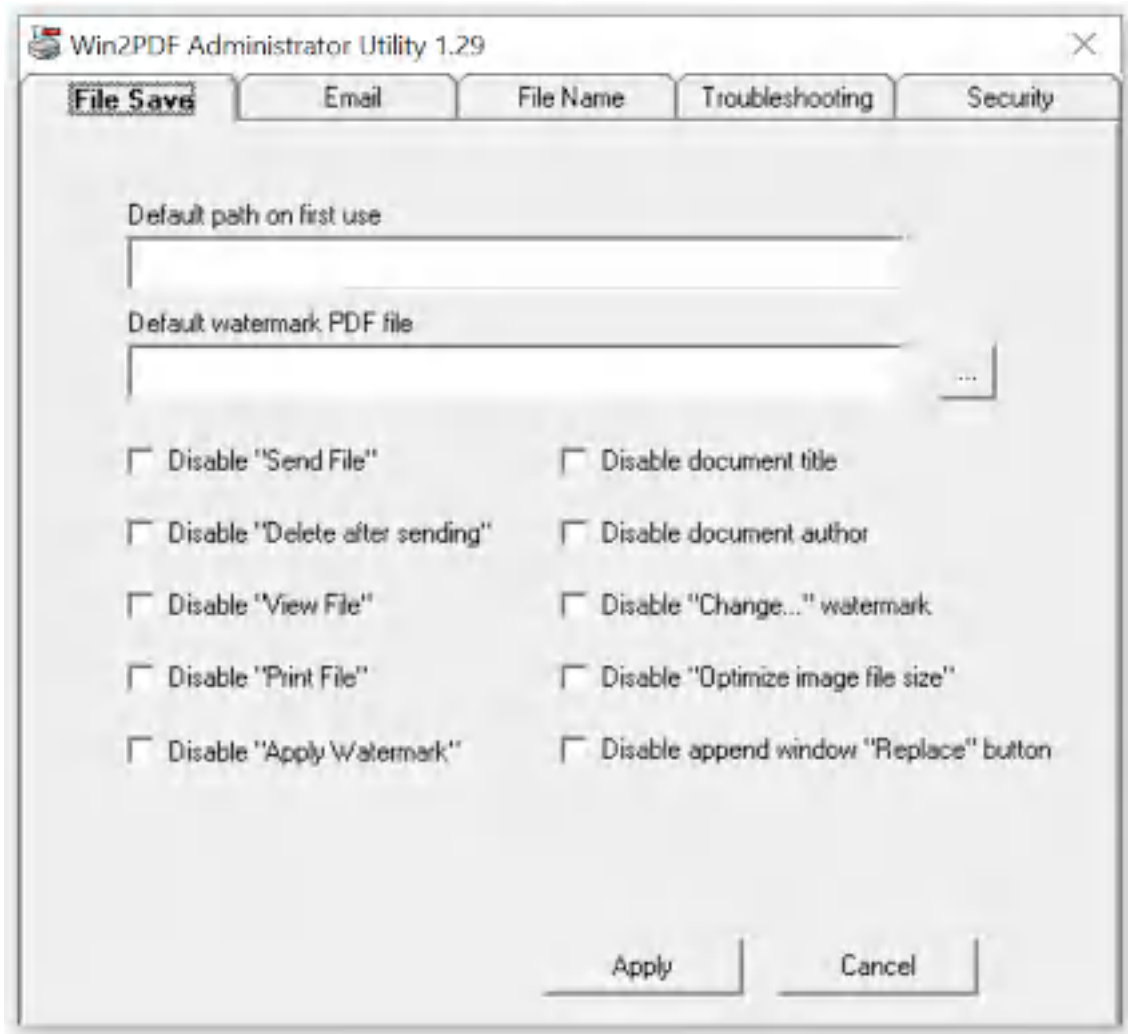 Win2PDF Administrator Utility 1.29
File Save Email File Name Troubleshooting Security
Default path on first use
Default watermark PDF file
...
Disable "Send File" Disable document title
Disable "Delete after sending" Disable document author
Disable "View File" Disable "Change..." watermark
Disable "Print File" Disable "Optimize image file size"
Disable "Apply Watermark" Disable append window "Replace" button
Apply Cancel